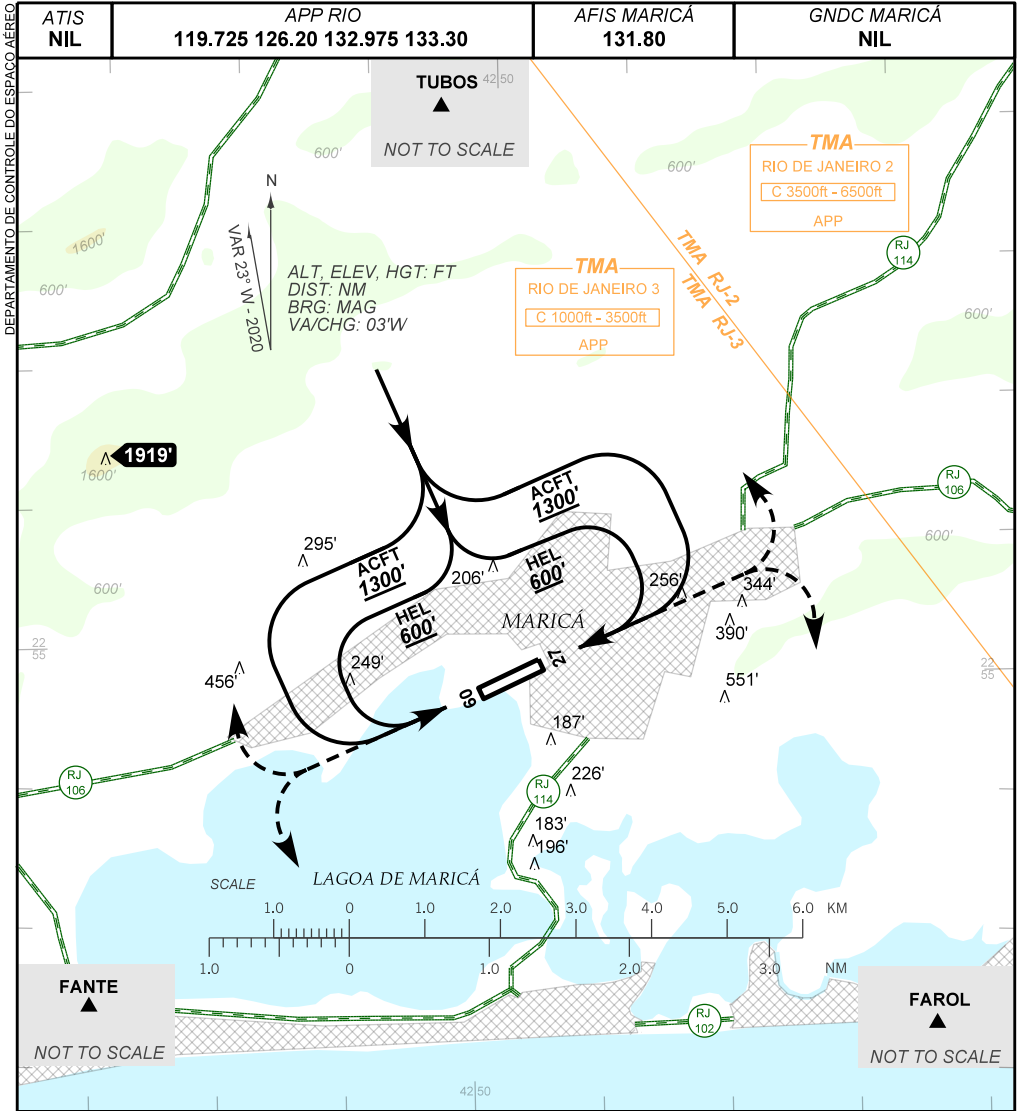 DEPARTAMENTO DE CONTROLE DO ESPAÇO AÉREO
ATIS
NIL
APP RIO
119.725 126.20 132.975 133.30
AFIS MARICÁ
131.80
GNDC MARICÁ
NIL
TUBOS
NOT TO SCALE
42 50
600'
600'
TMA
RIO DE JANEIRO 2
C 3500ft - 6500ft
APP
N
VAR 23° W - 2020
1600'
600'
ALT, ELEV, HGT: FT
DIST: NM
BRG: MAG
VA/CHG: 03'W
TMA
RIO DE JANEIRO 3
C 1000ft - 3500ft
APP
TMA RJ-2
TMA RJ-3
RJ
114
600'
1919'
1600'
RJ
106
600'
ACFT
1300'
ACFT
1300'
295'
206'
HEL
600'
HEL
600'
256'
344'
390'
600'
MARICÁ
22
55
22
55
456'
249'
27
09
551'
187'
RJ
106
RJ
114
226'
183'
196'
LAGOA DE MARICÁ
SCALE
1.0 0 1.0 2.0 3.0 4.0 5.0 6.0 KM
1.0 0 1.0 2.0 3.0 NM
FANTE
NOT TO SCALE
RJ
102
FAROL
NOT TO SCALE
42 50